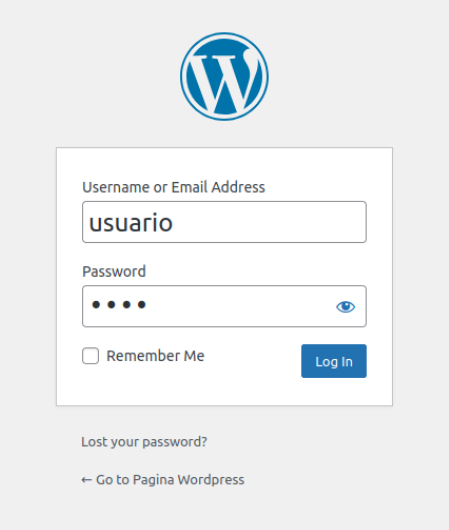 Username or Email Address
usuario
Password
••••
Remember Me
Log In
Lost your password?
← Go to Pagina Wordpress